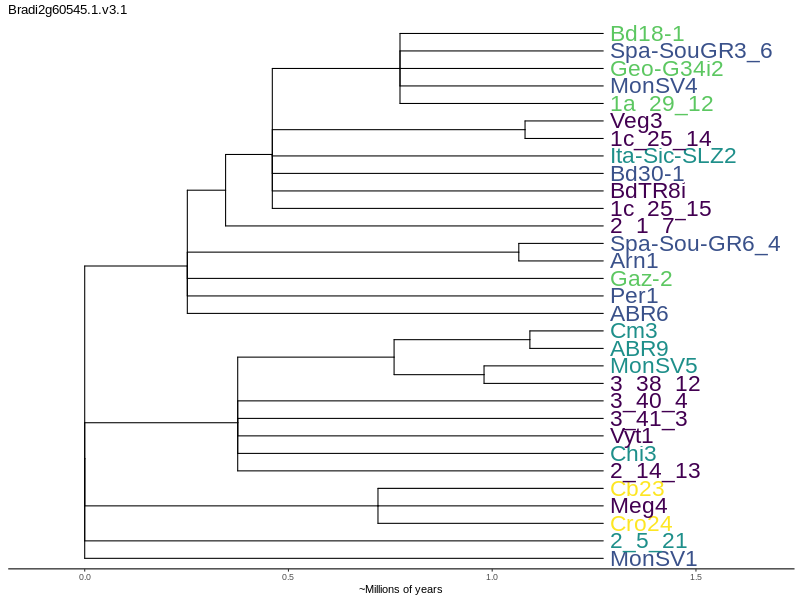 Bradi2g60545.1.v3.1
Bd18-1
Spa-SouGR3_6
Geo-G34i2
MonSV4
1a_29_12
Veg3
1c_25_14
Ita-Sic-SLZ2
Bd30-1
BdTR8i
1c_25_15
2_1_7
Spa-Sou-GR6_4
Arn1
Gaz-2
Per1
ABR6
Cm3
ABR9
MonSV5
3_38_12
3_40_4
3_41_3
Vyt1
Chi3
2_14_13
Cb23
Meg4
Cro24
2_5_21
MonSV1
0.0 0.5 1.0 1.5
~Millions of years